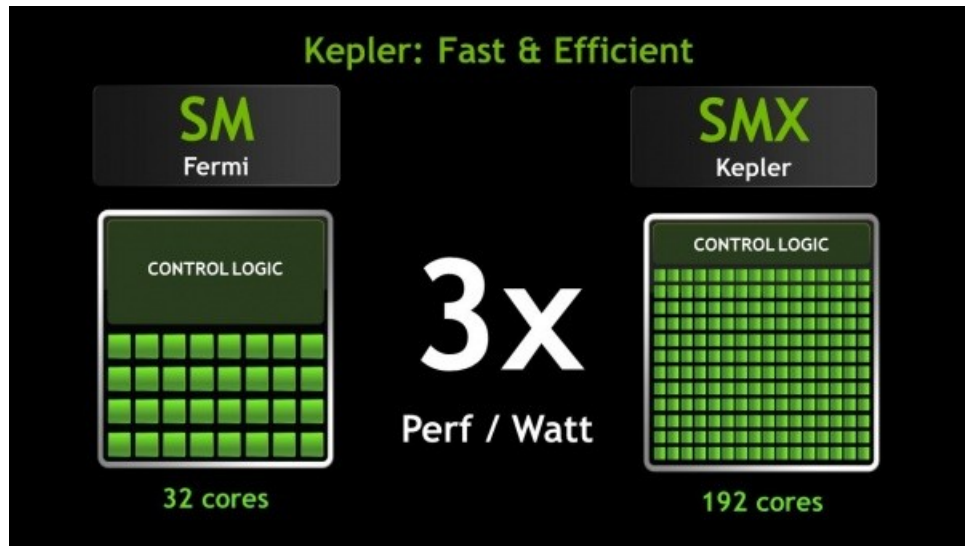 Kepler: Fast & Efficient
SM
Fermi
SMX
Kepler
CONTROL LOGIC
CONTROL LOGIC
3x
Perf / Watt
32 cores
192 cores